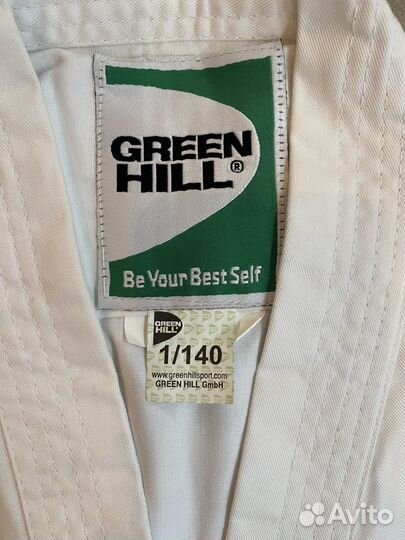 GREEN
HILL®
Be Your Best Self
GREEN
HILL
1/140
www.greenhillsport.com
GREEN HILL GmbH
Avito